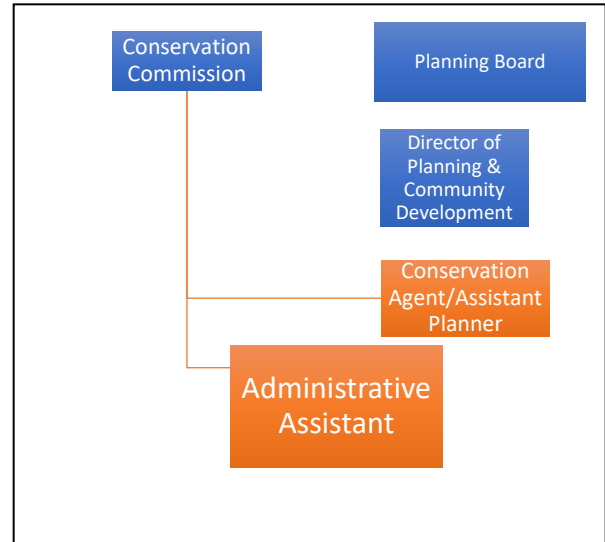 Conservation
Commission
Planning Board
Director of
Planning &
Community
Development
Conservation
Agent/Assistant
Planner
Administrative
Assistant